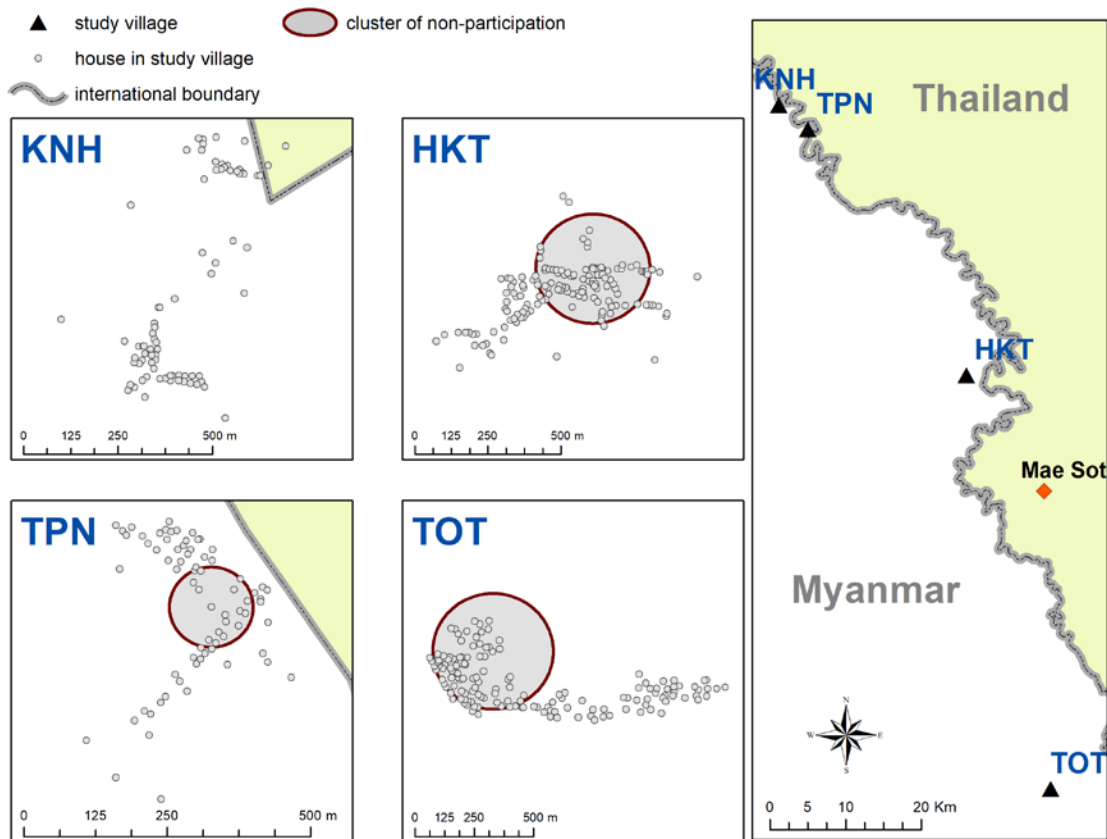 study village
cluster of non-participation
house in study village
international boundary
KNH
0 125 250 500 m
HKT
0 125 250 500 m
TPN
0 125 250 500 m
TOT
0 125 250 500 m
KNH
TPN
Thailand
HKT
Mae Sot
Myanmar
N
W E
S
TOT
0 5 10 20 Km